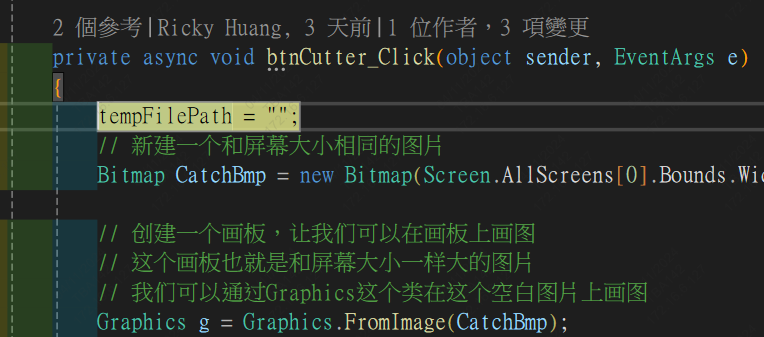 2 個參考|Ricky Huang, 3 天前|1 位作者，3 項變更
private async void btnCutter_Click(object sender, EventArgs e)
{
tempFilePath = "";
// 新建一个和屏幕大小相同的图片
Bitmap CatchBmp = new Bitmap(Screen.AllScreens[0].Bounds.Wid
// 创建一个画板，让我们可以在画板上画图
// 这个画板也就是和屏幕大小一样大的图片
// 我们可以通过Graphics这个类在这个空白图片上画图
Graphics g = Graphics.FromImage(CatchBmp);